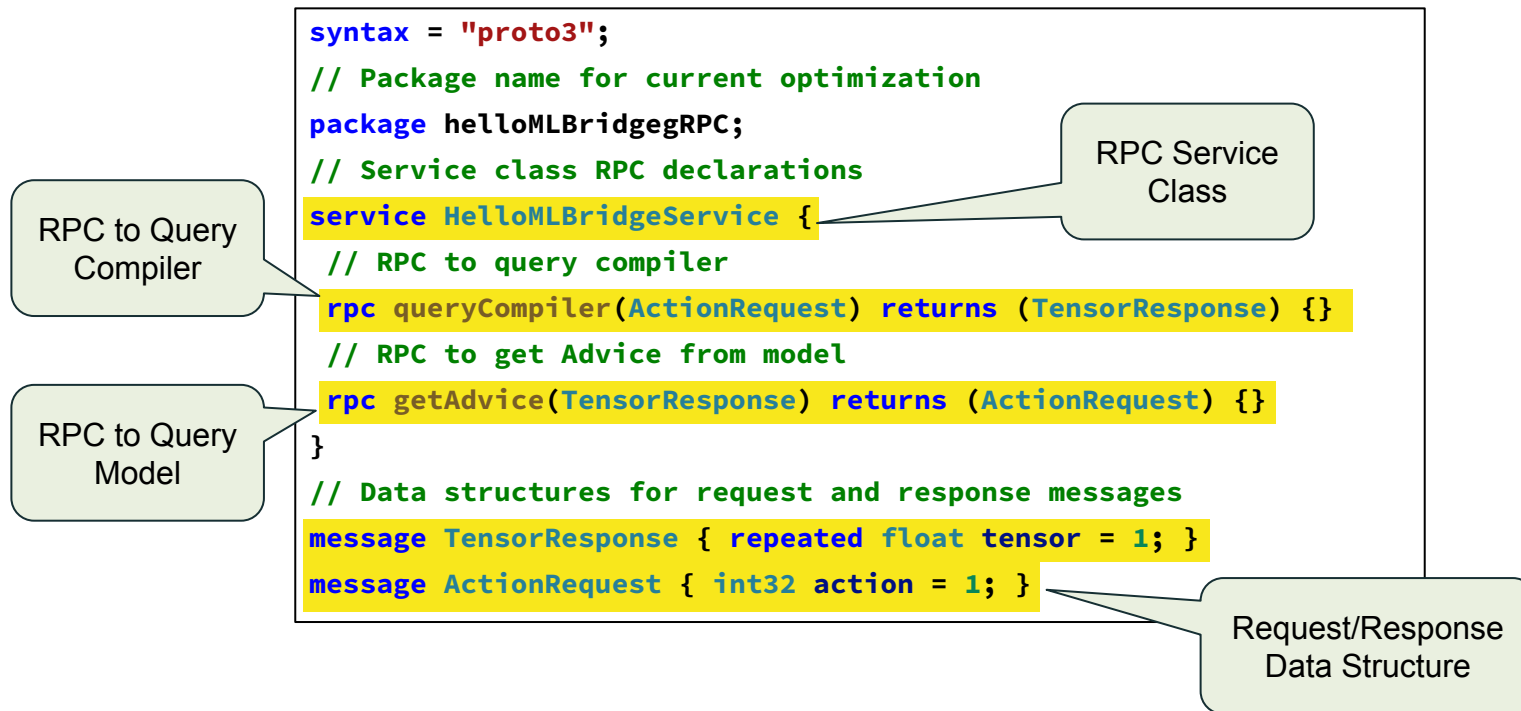 syntax = "proto3";
// Package name for current optimization
package helloMLBridgegRPC;
// Service class RPC declarations
service HelloMLBridgeService {
// RPC to query compiler
rpc queryCompiler(ActionRequest) returns (TensorResponse) {}
// RPC to get Advice from model
rpc getAdvice(TensorResponse) returns (ActionRequest) {}
}
// Data structures for request and response messages
message TensorResponse { repeated float tensor = 1; }
message ActionRequest { int32 action = 1; }
RPC Service
Class
RPC to Query
Compiler
RPC to Query
Model
Request/Response
Data Structure